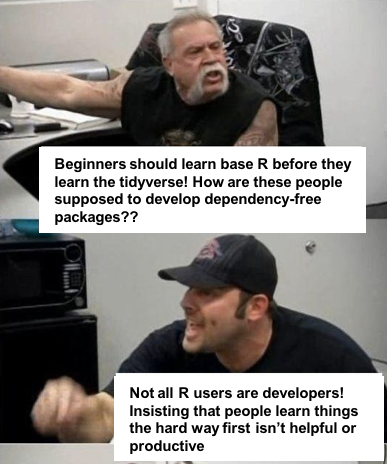 Beginners should learn base R before they
learn the tidyverse! How are these people
supposed to develop dependency-free
packages??
Not all R users are developers!
Insisting that people learn things
the hard way first isn't helpful or
productive